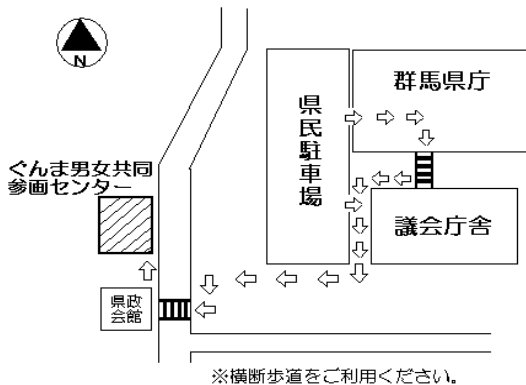 N
群馬県庁
県民駐車場
ぐんま男女共同
参画センター
議会庁舎
県政
会館
※横断歩道をご利用ください。